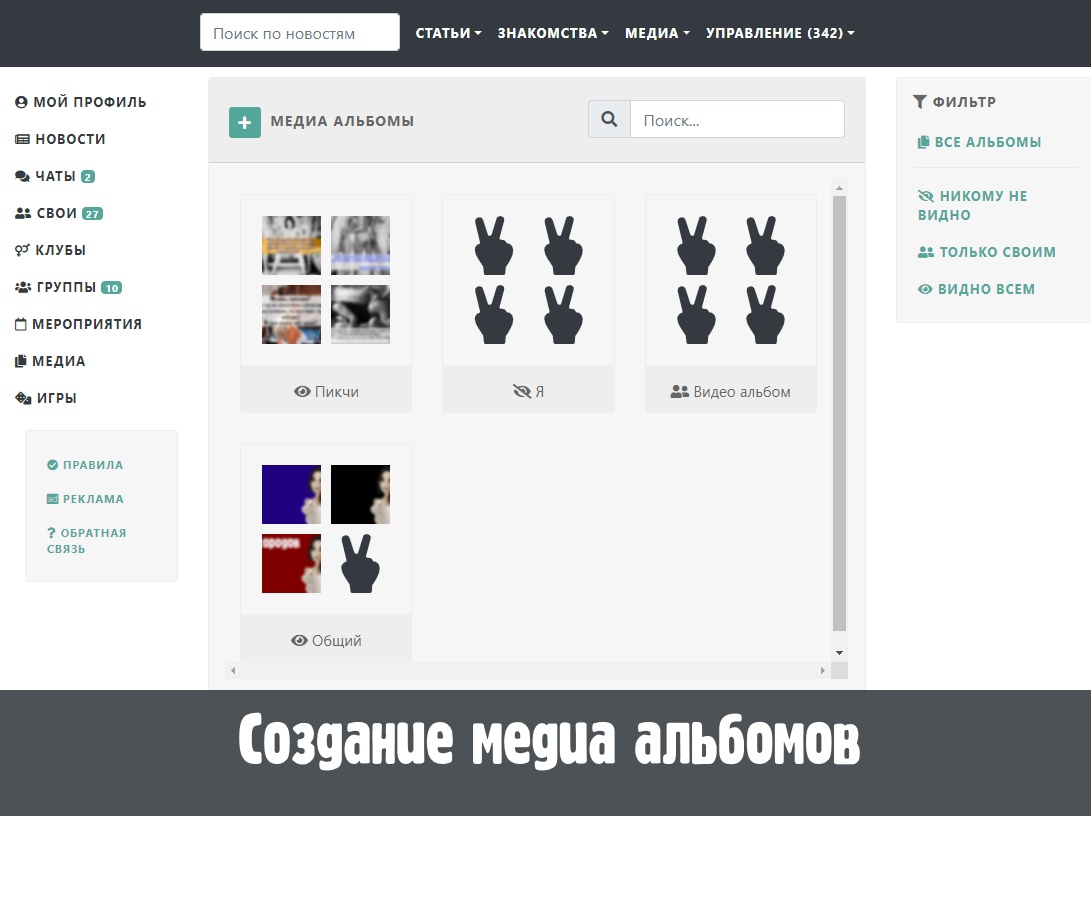 Поиск по новостям
СТАТЬИ
ЗНАКОМСТВА
МЕДИА
УПРАВЛЕНИЕ (342)
МОЙ ПРОФИЛЬ
НОВОСТИ
ЧАТЫ 2
СВОИ 27
КЛУБЫ
ГРУППЫ 10
МЕРОПРИЯТИЯ
МЕДИА
ИГРЫ
ПРАВИЛА
РЕКЛАМА
ОБРАТНАЯ
СВЯЗЬ
МЕДИА АЛЬБОМЫ
Поиск...
Пикчи
Я
Видео альбом
Общий
ФИЛЬТР
ВСЕ АЛЬБОМЫ
НИКОМУ НЕ
ВИДНО
ТОЛЬКО СВОИМ
ВИДНО ВСЕМ
Создание медиа альбомов